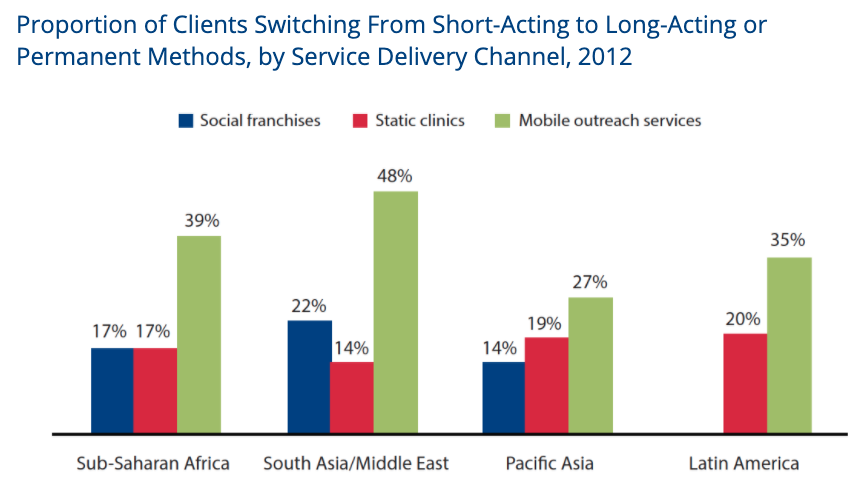 Proportion of Clients Switching From Short-Acting to Long-Acting or
Permanent Methods, by Service Delivery Channel, 2012
Social franchises Static clinics Mobile outreach services
39%
17% 17%
48%
22%
14%
27%
19%
14%
35%
20%
Sub-Saharan Africa South Asia/Middle East Pacific Asia Latin America